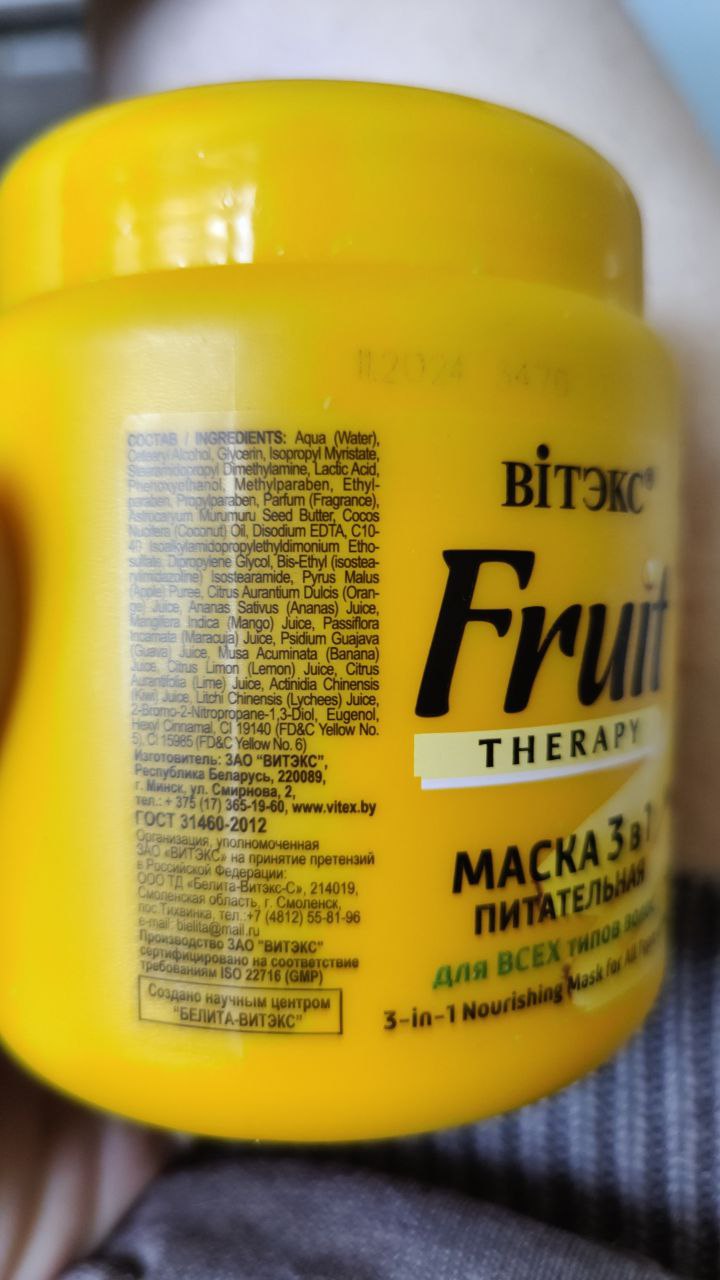 11.2024 3476
СОСТАВ / INGREDIENTS: Aqua (Water),
Cetearyl Alcohol, Glycerin, Isopropyl Myristate,
Stearamidopropyl Dimethylamine, Lactic Acid,
Phenoxyethanol, Methylparaben, Ethyl-
paraben, Propylparaben, Parfum (Fragrance),
Astrocaryum Murumuru Seed Butter, Cocos
Nucifera (Coconut) Oil, Disodium EDTA, C10-
40 Isoalkylamidopropylethyldimonium Etho-
sulfate, Dipropylene Glycol, Bis-Ethyl (isostea-
rylimidazoline) Isostearamide, Pyrus Malus
(Apple) Puree, Citrus Aurantium Dulcis (Oran-
ge) Juice, Ananas Sativus (Ananas) Juice,
Mangifera Indica (Mango) Juice, Passiflora
Incarnata (Maracuja) Juice, Psidium Guajava
(Guava) Juice, Musa Acuminata (Banana)
Juice, Citrus Limon (Lemon) Juice, Citrus
Aurantifolia (Lime) Juice, Actinidia Chinensis
(Kiwi) Juice, Litchi Chinensis (Lychees) Juice,
2-Bromo-2-Nitropropane-1,3-Diol, Eugenol,
Hexyl Cinnamal, CI 19140 (FD&C Yellow No.
5), CI 15985 (FD&C Yellow No. 6)
Изготовитель: ЗАО "ВИТЭКС",
Республика Беларусь, 220089,
г. Минск, ул. Смирнова, 2,
тел.: + 375 (17) 365-19-60, www.vitex.by
ГОСТ 31460-2012
Организация, уполномоченная
ЗАО «ВИТЭКС» на принятие претензий
в Российской Федерации:
ООО ТД «Белита-Витэкс-С», 214019,
Смоленская область, г. Смоленск,
пос.Тихвинка, тел.:+7 (4812) 55-81-96
e-mail: bielita@mail.ru
Производство ЗАО "ВИТЭКС"
сертифицировано на соответствие
требованиям ISO 22716 (GMP)
Создано научным центром
"БЕЛИТА-ВИТЭКС"
ВіТЭКС®
Fruit
THERAPY
МАСКА 3 в 1
ПИТАТЕЛЬНАЯ
для ВСЕХ типов волос
3-in-1 Nourishing Mask for All